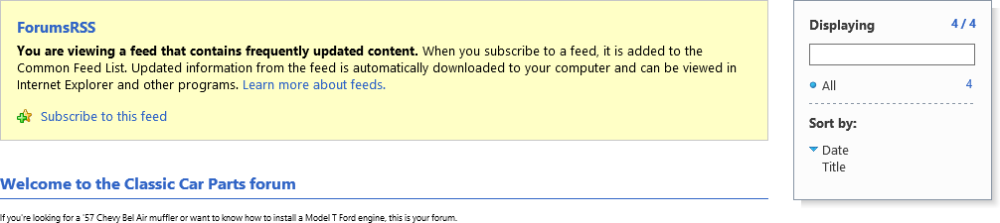 ForumsRSS
You are viewing a feed that contains frequently updated content. When you subscribe to a feed, it is added to the
Common Feed List. Updated information from the feed is automatically downloaded to your computer and can be viewed in
Internet Explorer and other programs. Learn more about feeds.
Subscribe to this feed
Welcome to the Classic Car Parts forum
If you're looking for a '57 Chevy Bel Air muffler or want to know how to install a Model T Ford engine, this is your forum.
Displaying 4 / 4
All 4
Sort by:
Date
Title